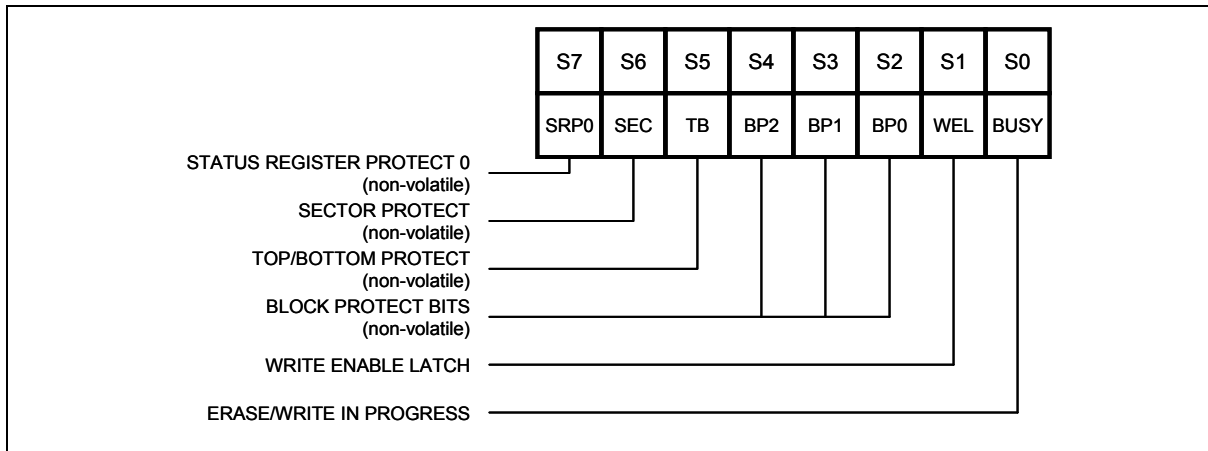 S7 S6 S5 S4 S3 S2 S1 S0
SRP0 SEC TB BP2 BP1 BP0 WEL BUSY
STATUS REGISTER PROTECT 0
(non-volatile)
SECTOR PROTECT
(non-volatile)
TOP/BOTTOM PROTECT
(non-volatile)
BLOCK PROTECT BITS
(non-volatile)
WRITE ENABLE LATCH
ERASE/WRITE IN PROGRESS